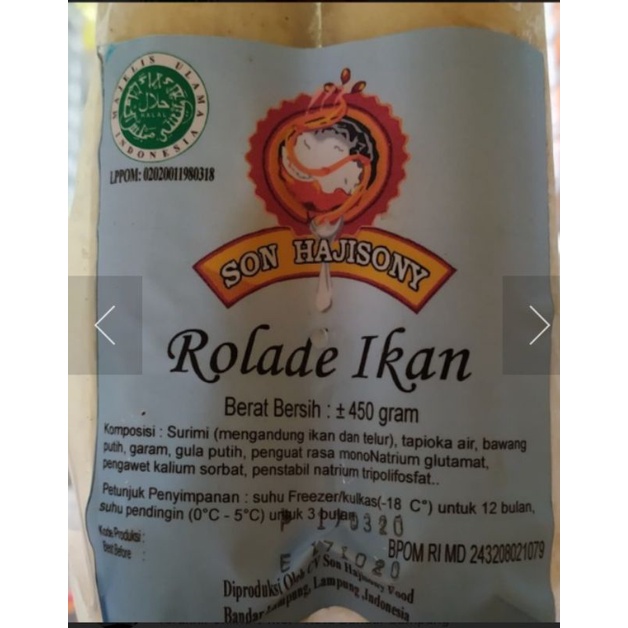 MAJELIS ULAMA INDONESIA
حلال
HALAL
LPPOM: 02020011980318
SON HAJISONY
Rolade Ikan
Berat Bersih : ± 450 gram
Komposisi : Surimi (mengandung ikan dan telur), tapioka air, bawang
putih, garam, gula putih, penguat rasa monoNatrium glutamat,
pengawet kalium sorbat, penstabil natrium tripolifosfat..
Petunjuk Penyimpanan : suhu Freezer/kulkas(-18 C°) untuk 12 bulan,
suhu pendingin (0°C - 5°C) untuk 3 bulan
P 170320
Kode Produksi :
Best Before :
E 171020
BPOM RI MD 243208021079
Diproduksi Oleh CV Son Hajisony Food
Bandar Lampung, Lampung Indonesia